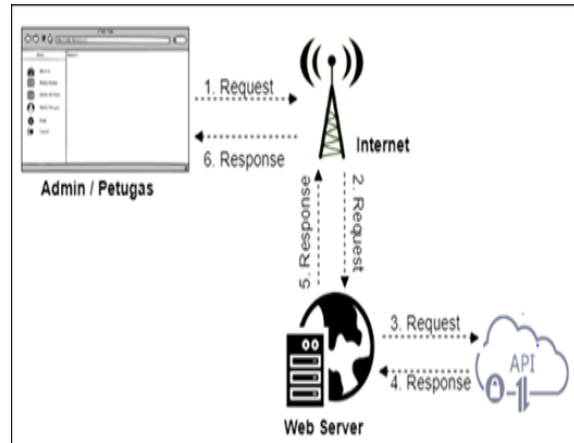 1. Request
6. Response
Internet
Admin / Petugas
5. Response
2. Request
3. Request
4. Response
API
Web Server